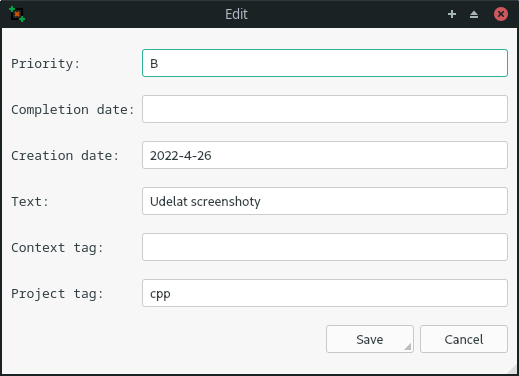 Edit
Priority: B
Completion date:
Creation date: 2022-4-26
Text: Udelat screenshoty
Context tag:
Project tag: cpp
Save Cancel